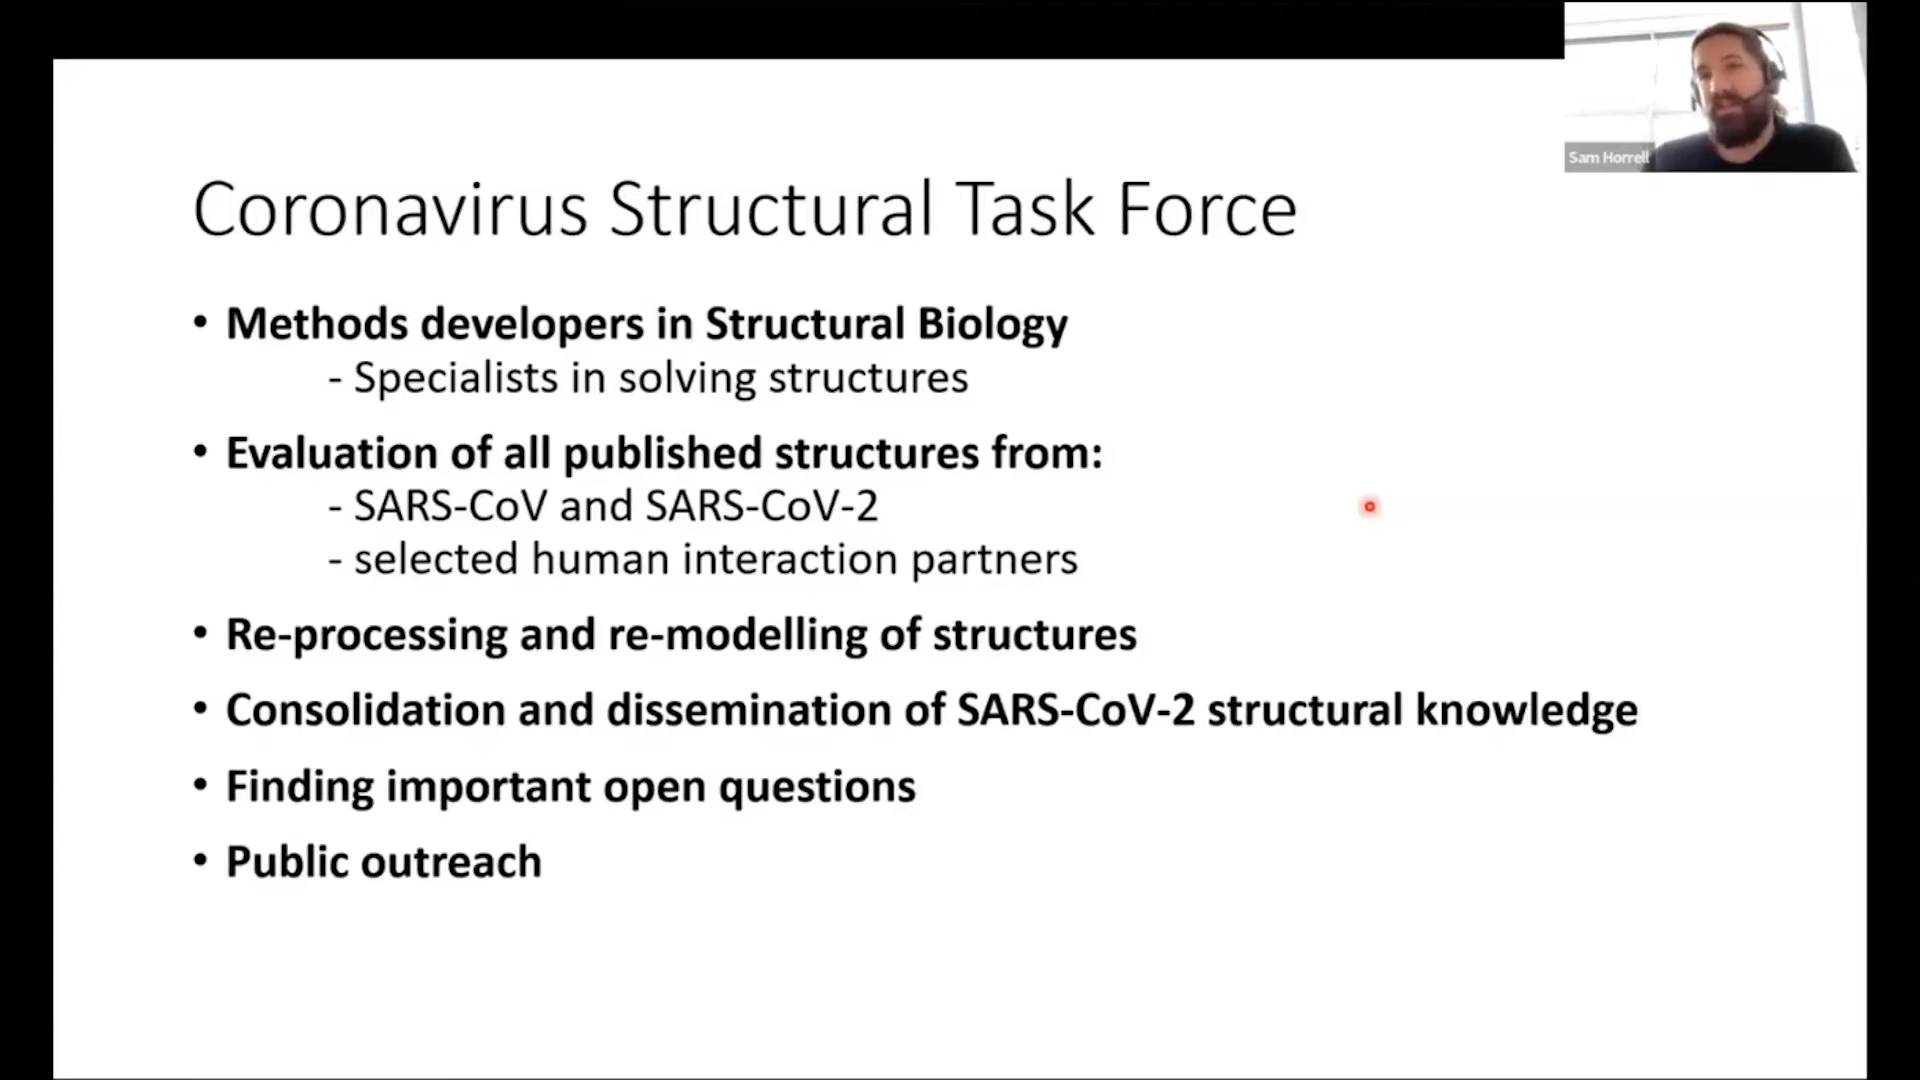 Sam Horrell
Coronavirus Structural Task Force
• Methods developers in Structural Biology
- Specialists in solving structures
• Evaluation of all published structures from:
- SARS-CoV and SARS-CoV-2
- selected human interaction partners
• Re-processing and re-modelling of structures
• Consolidation and dissemination of SARS-CoV-2 structural knowledge
• Finding important open questions
• Public outreach